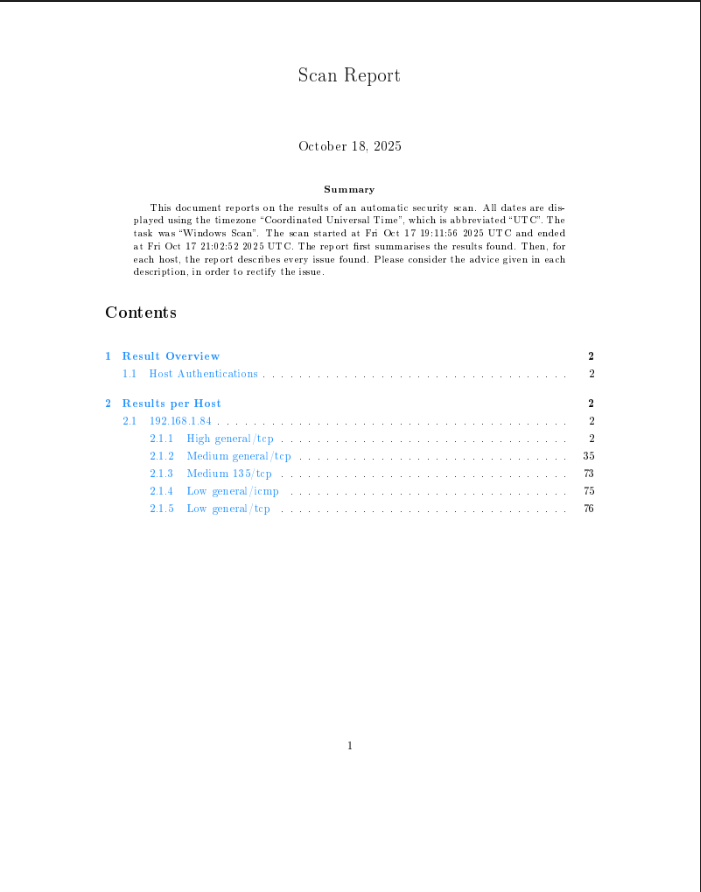 Scan Report
October 18, 2025
Summary
This document reports on the results of an automatic security scan. All dates are dis-
played using the timezone “Coordinated Universal Time”, which is abbreviated “UTC”. The
task was “Windows Scan”. The scan started at Fri Oct 17 19:11:56 2025 UTC and ended
at Fri Oct 17 21:02:52 2025 UTC. The report first summarises the results found. Then, for
each host, the report describes every issue found. Please consider the advice given in each
description, in order to rectify the issue.
Contents
1 Result Overview 2
1.1 Host Authentications . . . . . . . . . . . . . . . . . . . . . . . . . . . . . . . . . . 2
2 Results per Host 2
2.1 192.168.1.84 . . . . . . . . . . . . . . . . . . . . . . . . . . . . . . . . . . . . . . . 2
2.1.1 High general/tcp . . . . . . . . . . . . . . . . . . . . . . . . . . . . . . . . 2
2.1.2 Medium general/tcp . . . . . . . . . . . . . . . . . . . . . . . . . . . . . . 35
2.1.3 Medium 135/tcp . . . . . . . . . . . . . . . . . . . . . . . . . . . . . . . . 73
2.1.4 Low general/icmp . . . . . . . . . . . . . . . . . . . . . . . . . . . . . . . 75
2.1.5 Low general/tcp . . . . . . . . . . . . . . . . . . . . . . . . . . . . . . . . 76
1